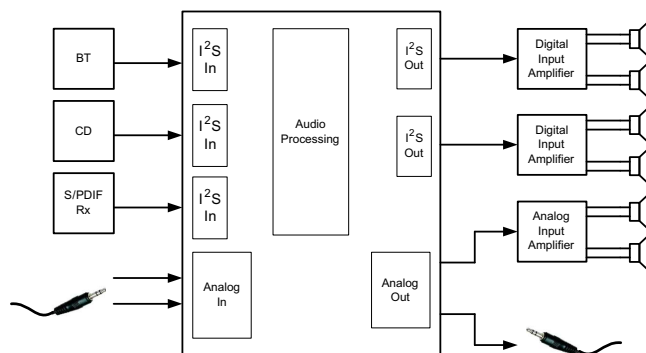 BT
CD
S/PDIF
Rx
I²S
In
I²S
In
I²S
In
Analog
In
Audio
Processing
I²S
Out
I²S
Out
Analog
Out
Digital
Input
Amplifier
Digital
Input
Amplifier
Analog
Input
Amplifier